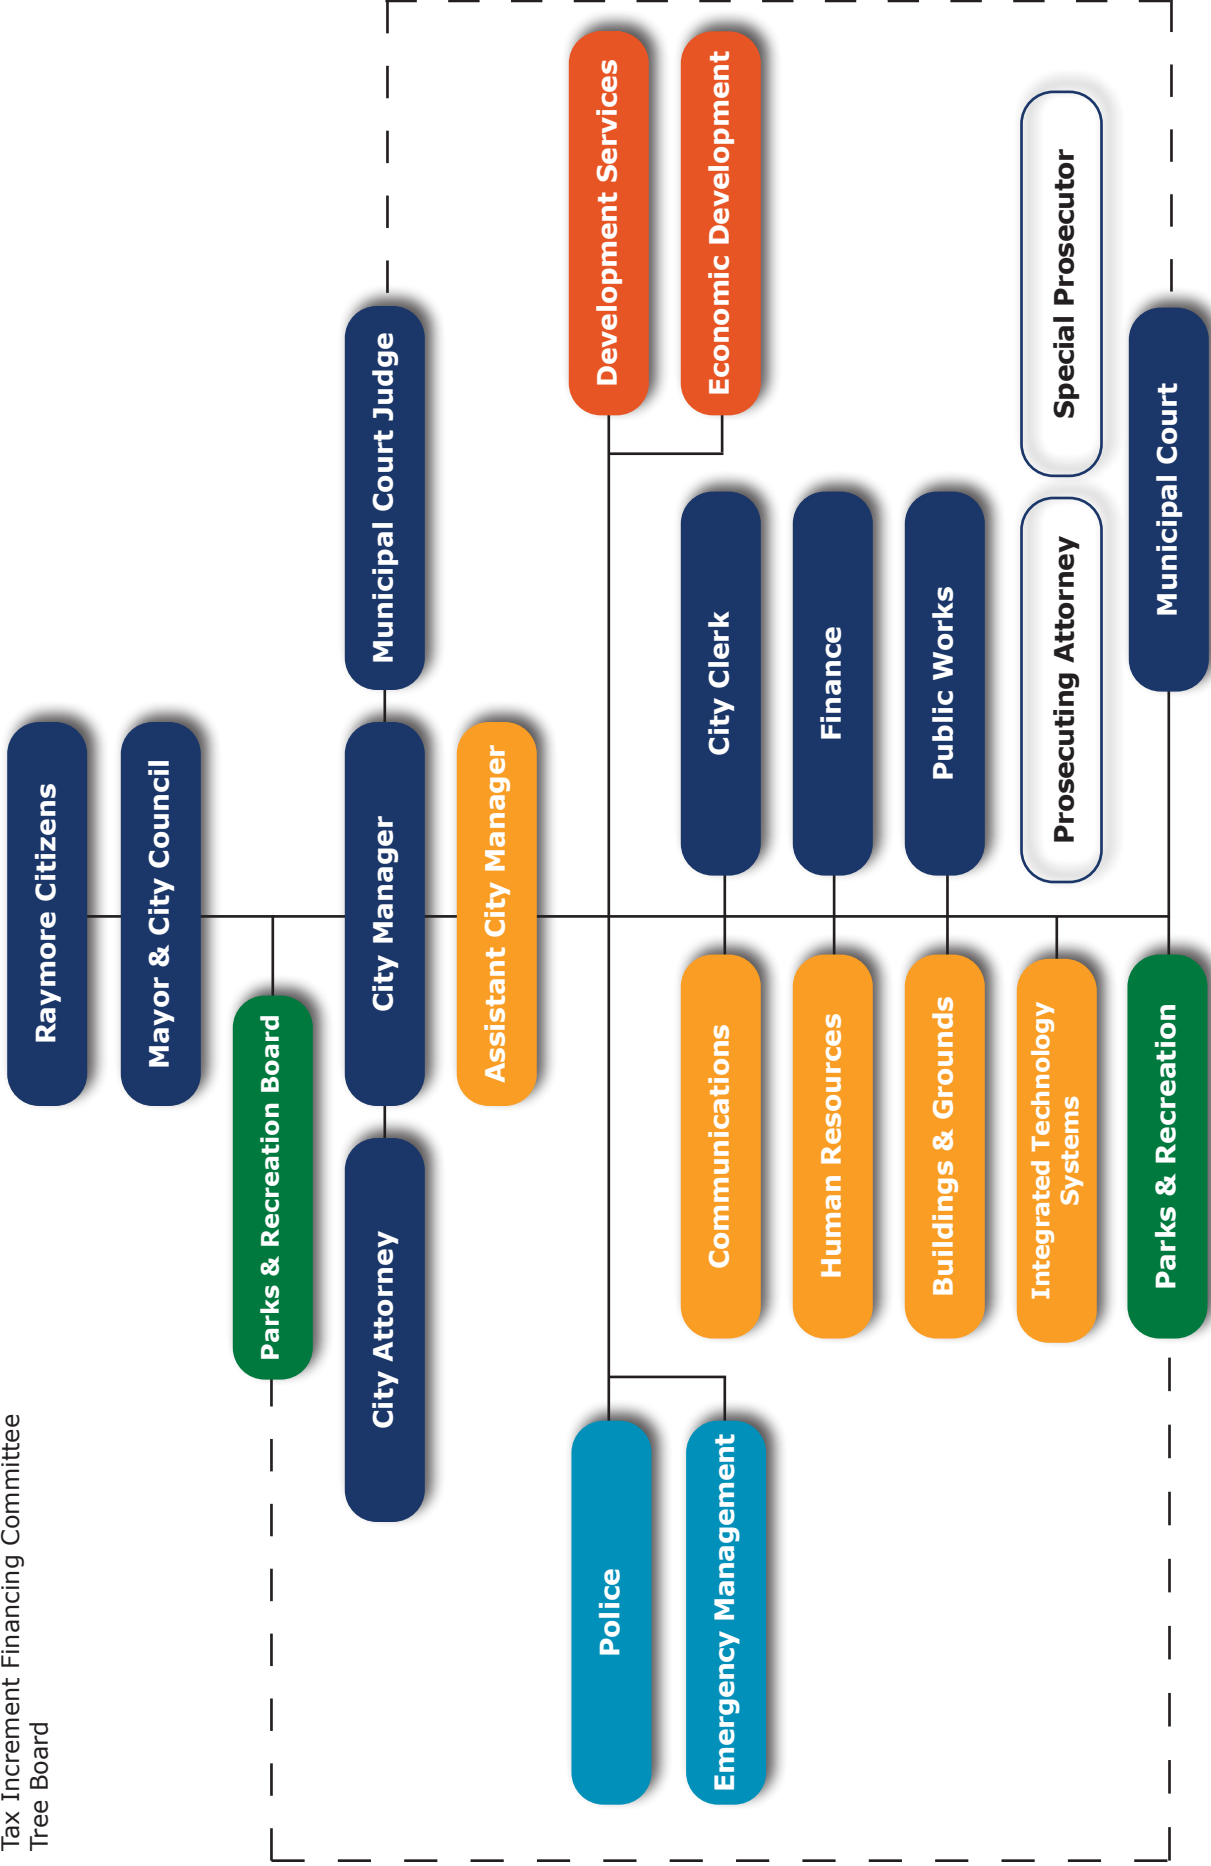 Tax Increment Financing Committee
Tree Board
Raymore Citizens
Mayor & City Council
Parks & Recreation Board
City Attorney
City Manager
Municipal Court Judge
Assistant City Manager
Police
Development Services
Emergency Management
Communications
City Clerk
Economic Development
Human Resources
Finance
Buildings & Grounds
Public Works
Integrated Technology
Systems
Prosecuting Attorney
Special Prosecutor
Parks & Recreation
Municipal Court